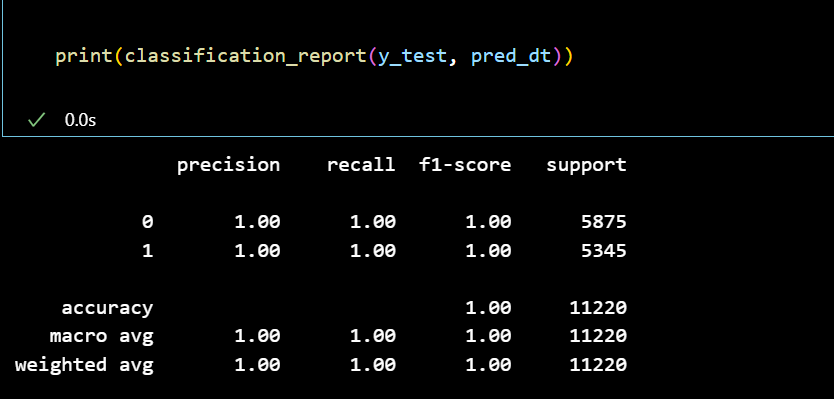 print(classification_report(y_test, pred_dt))
0.0s
precision recall f1-score support
0 1.00 1.00 1.00 5875
1 1.00 1.00 1.00 5345
accuracy 1.00 11220
macro avg 1.00 1.00 1.00 11220
weighted avg 1.00 1.00 1.00 11220